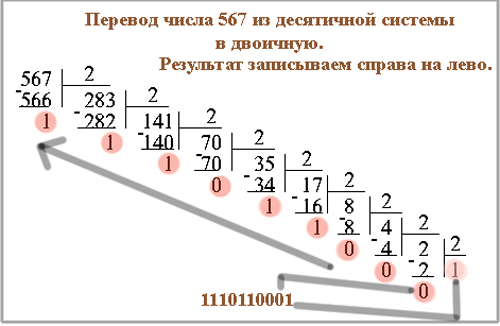 Перевод числа 567 из десятичной системы
в двоичную.
Результат записываем справа на лево.
567 2
-566 283 2
1 -282 141 2
1 -140 70 2
1 -70 35 2
0 -34 17 2
1 -16 8 2
1 -8 4 2
0 -4 2 2
0 -2 1
0
1110110001